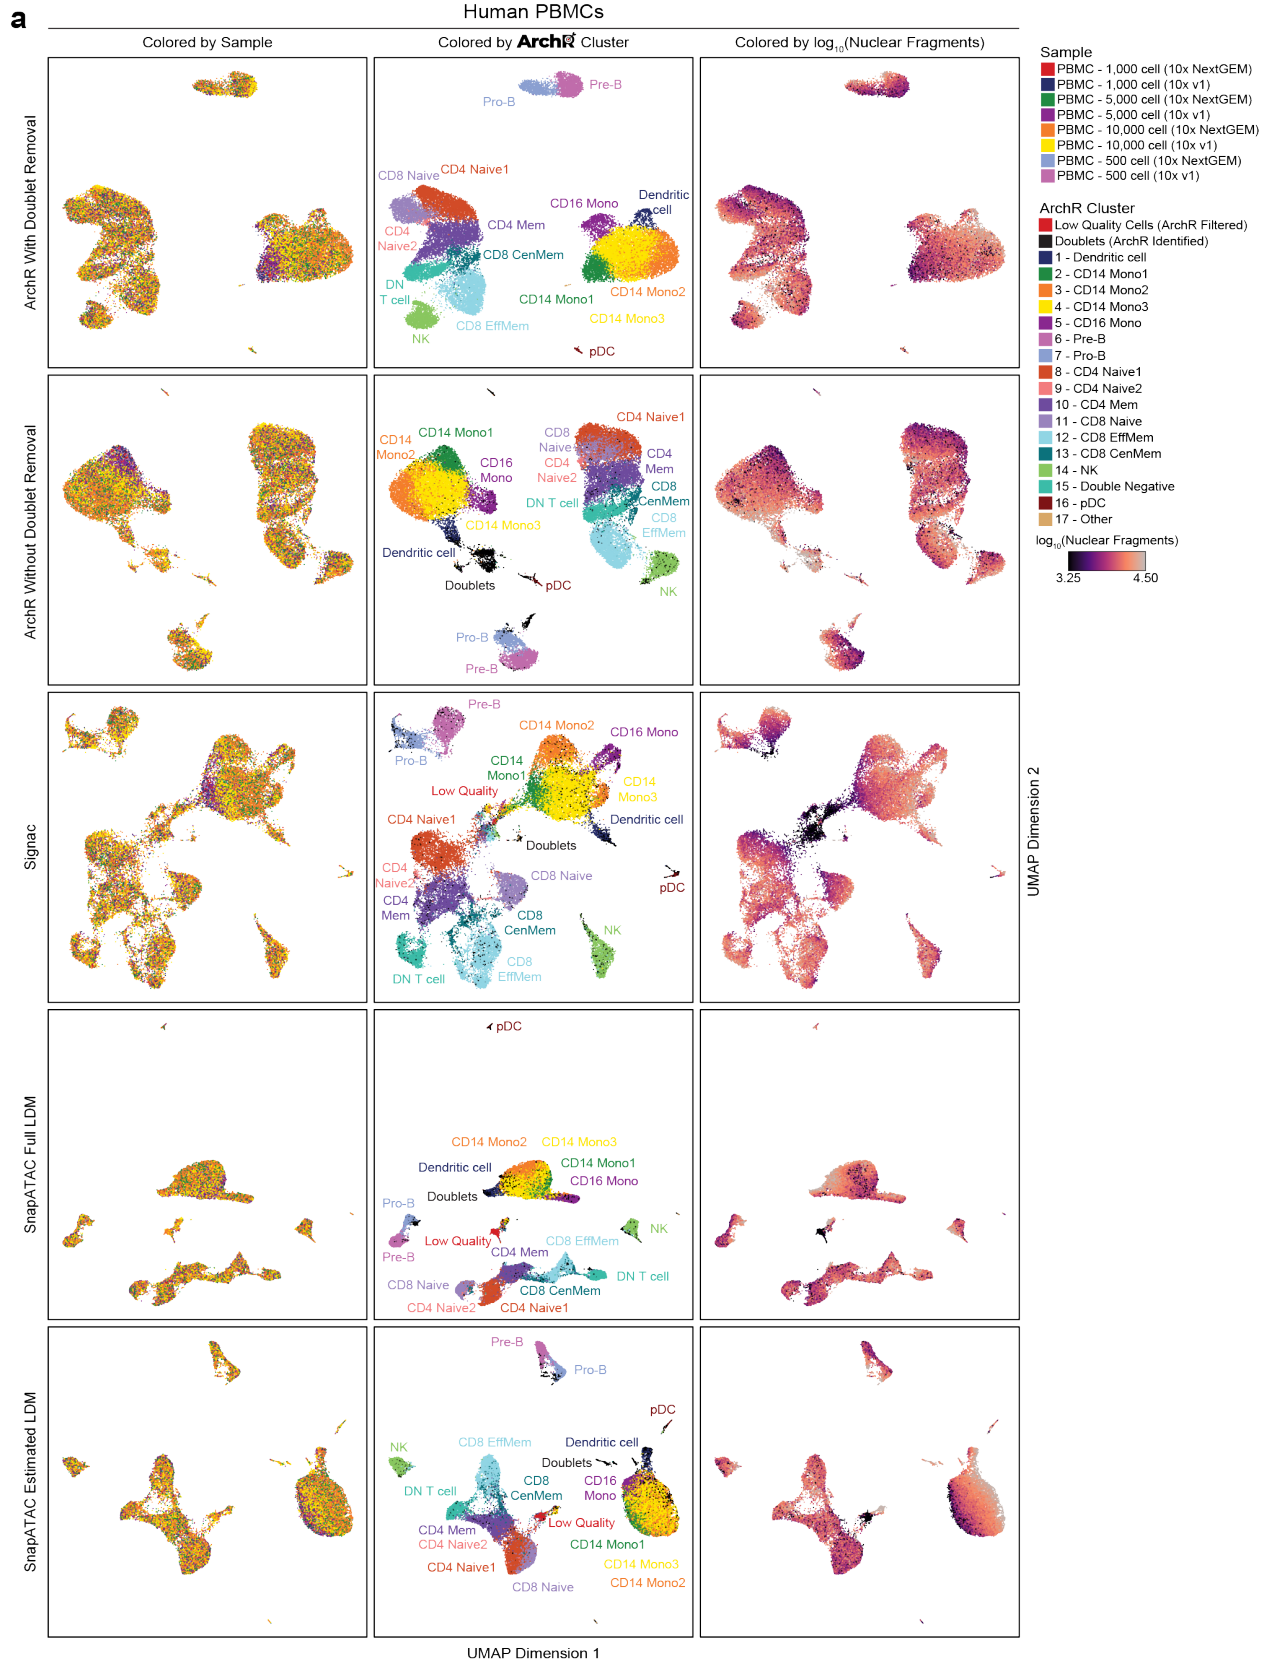 a
Human PBMCs
Colored by Sample
Colored by ArchR Cluster
Colored by log10(Nuclear Fragments)
ArchR With Doublet Removal
Pro-B
Pre-B
CD8 Naive
CD4 Naive1
CD4
Naive2
CD4 Mem
CD8 CenMem
DN
T cell
NK
CD8 EffMem
CD16 Mono
Dendritic
cell
CD14 Mono1
CD14 Mono2
CD14 Mono3
pDC
Sample
PBMC - 1,000 cell (10x NextGEM)
PBMC - 1,000 cell (10x v1)
PBMC - 5,000 cell (10x NextGEM)
PBMC - 5,000 cell (10x v1)
PBMC - 10,000 cell (10x NextGEM)
PBMC - 10,000 cell (10x v1)
PBMC - 500 cell (10x NextGEM)
PBMC - 500 cell (10x v1)
ArchR Cluster
Low Quality Cells (ArchR Filtered)
Doublets (ArchR Identified)
1 - Dendritic cell
2 - CD14 Mono1
3 - CD14 Mono2
4 - CD14 Mono3
5 - CD16 Mono
6 - Pre-B
7 - Pro-B
8 - CD4 Naive1
9 - CD4 Naive2
10 - CD4 Mem
11 - CD8 Naive
12 - CD8 EffMem
13 - CD8 CenMem
14 - NK
15 - Double Negative
16 - pDC
17 - Other
log10(Nuclear Fragments)
3.25
4.50
ArchR Without Doublet Removal
CD14
Mono2
CD14 Mono1
CD16
Mono
CD14 Mono3
Dendritic cell
Doublets
pDC
Pro-B
Pre-B
CD4 Naive1
CD8
Naive
CD4
Naive2
CD4
Mem
CD8
CenMem
DN T cell
CD8
EffMem
NK
Signac
Pre-B
Pro-B
CD14 Mono2
CD16 Mono
CD14
Mono1
CD14
Mono3
Low Quality
Dendritic cell
CD4 Naive1
Doublets
CD4
Naive2
CD8 Naive
pDC
CD4
Mem
CD8
CenMem
NK
DN T cell
CD8
EffMem
UMAP Dimension 2
SnapATAC Full LDM
pDC
CD14 Mono2
CD14 Mono3
Dendritic cell
CD14 Mono1
CD16 Mono
Doublets
Pro-B
Pre-B
Low Quality
NK
CD4 Mem
CD8 EffMem
DN T cell
CD8 Naive
CD8 CenMem
CD4 Naive2
CD4 Naive1
SnapATAC Estimated LDM
Pre-B
Pro-B
pDC
NK
CD8 EffMem
Dendritic cell
Doublets
CD8
CenMem
CD16
Mono
DN T cell
Low Quality
CD4 Mem
CD4 Naive2
CD14 Mono1
CD4 Naive1
CD14 Mono3
CD8 Naive
CD14 Mono2
UMAP Dimension 1